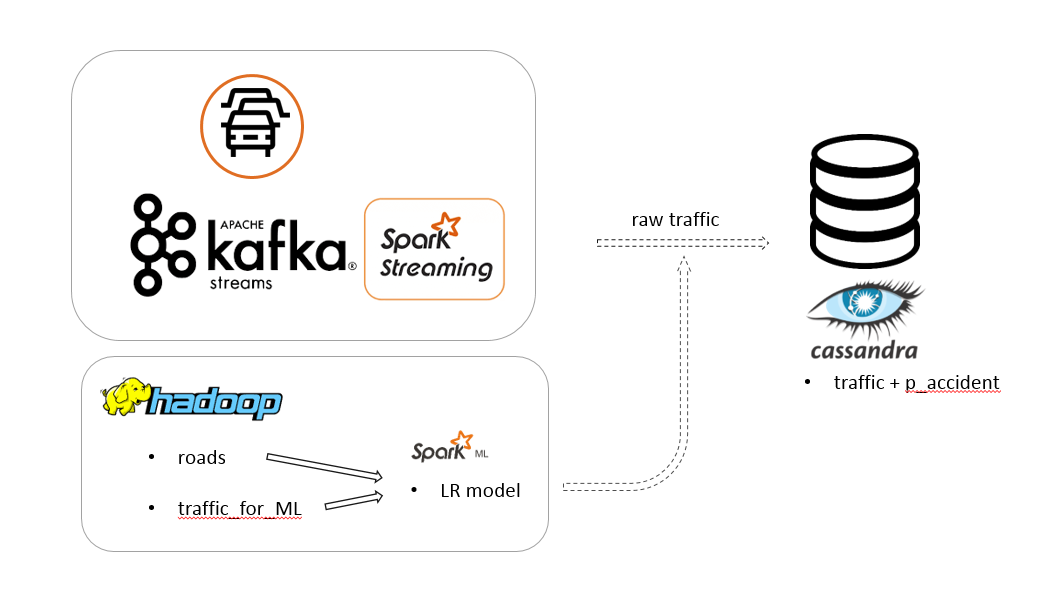 APACHE
kafka®
streams
Spark
Streaming
raw traffic
cassandra
• traffic + p_accident
hadoop
• roads
• traffic_for_ML
Spark ML
• LR model